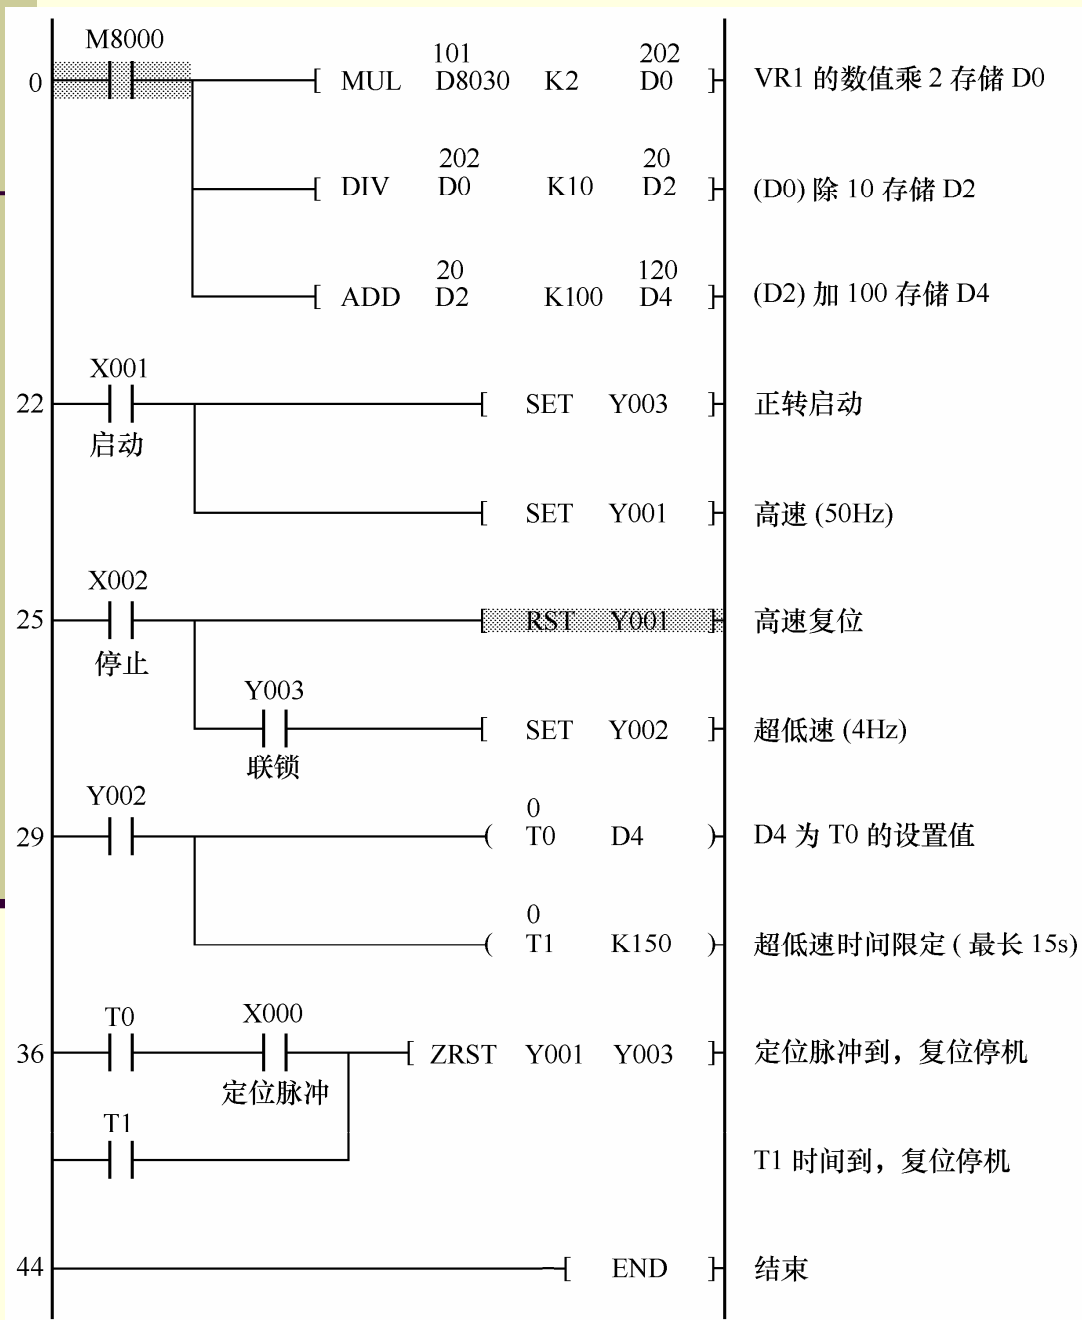 M8000
101 202
0 [ MUL D8030 K2 D0 ] VR1 的数值乘 2 存储 D0
202 20
[ DIV D0 K10 D2 ] (D0) 除 10 存储 D2
20 120
[ ADD D2 K100 D4 ] (D2) 加 100 存储 D4
X001
22 [ SET Y003 ] 正转启动
启动
[ SET Y001 ] 高速 (50Hz)
X002
25 [ RST Y001 ] 高速复位
停止
Y003
[ SET Y002 ] 超低速 (4Hz)
联锁
Y002
0
29 ( T0 D4 ) D4 为 T0 的设置值
0
( T1 K150 ) 超低速时间限定 ( 最长 15s)
T0 X000
36 [ ZRST Y001 Y003 ] 定位脉冲到，复位停机
定位脉冲
T1
T1 时间到，复位停机
44 [ END ] 结束